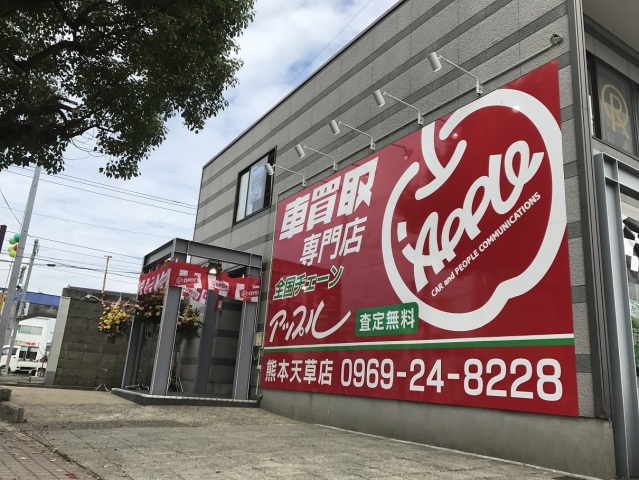 車買取
専門店
全国チェーン
アップル
査定無料
熊本天草店 0969-24-8228
APPLE
CAR and PEOPLE COMMUNICATIONS